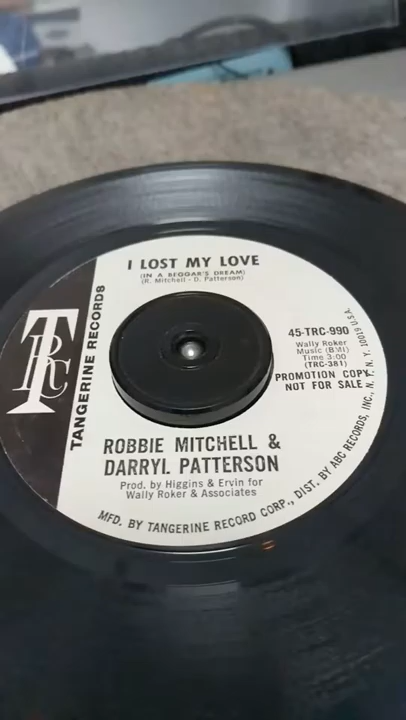 I LOST MY LOVE
(IN A BEGGAR'S DREAM)
(R. Mitchell - D. Patterson)
TRC
TANGERINE RECORDS
45-TRC-990
Wally Roker
Music (BMI)
Time 3:00
(TRC-381)
PROMOTION COPY
NOT FOR SALE
ROBBIE MITCHELL &
DARRYL PATTERSON
Prod. by Higgins & Ervin for
Wally Roker & Associates
MFD. BY TANGERINE RECORD CORP., DIST. BY ABC RECORDS, INC., N.Y., N.Y. 10019 U.S.A.